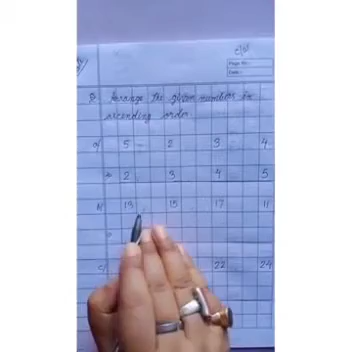 C/W
Page No.:
Date:
Q. Arrange the given numbers in
ascending order.
a) 5 2 3 4
2 3 4 5
b) 13 15 17 11
c) 22 24